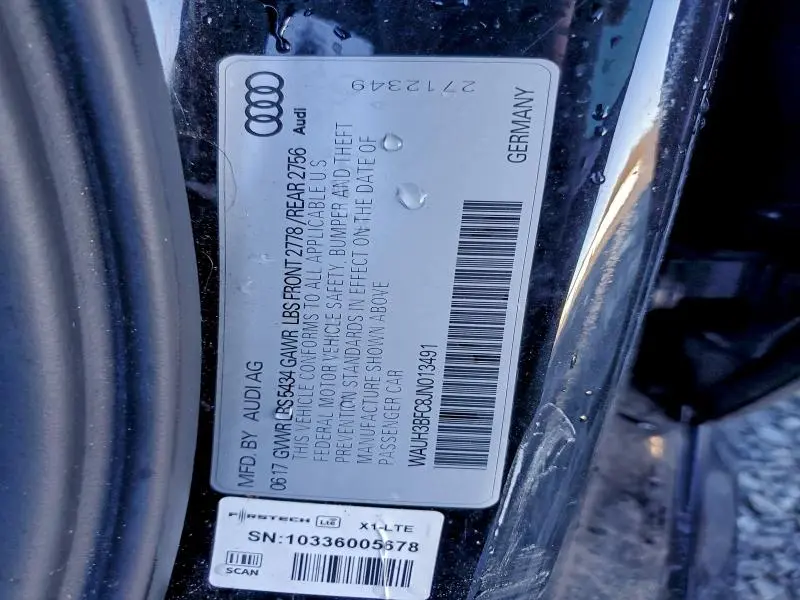 MFD. BY AUDI AG Audi
06 17 GVWR LBS 5434 GAWR LBS FRONT 2778 /REAR 2756
THIS VEHICLE CONFORMS TO ALL APPLICABLE U.S.
FEDERAL MOTOR VEHICLE SAFETY, BUMPER AND THEFT
PREVENTION STANDARDS IN EFFECT ON THE DATE OF
MANUFACTURE SHOWN ABOVE
PASSENGER CAR
WAUH3BFC8JN013491
2712349
GERMANY
FIRSTECH LTE X1-LTE
SN:10336005678
SCAN